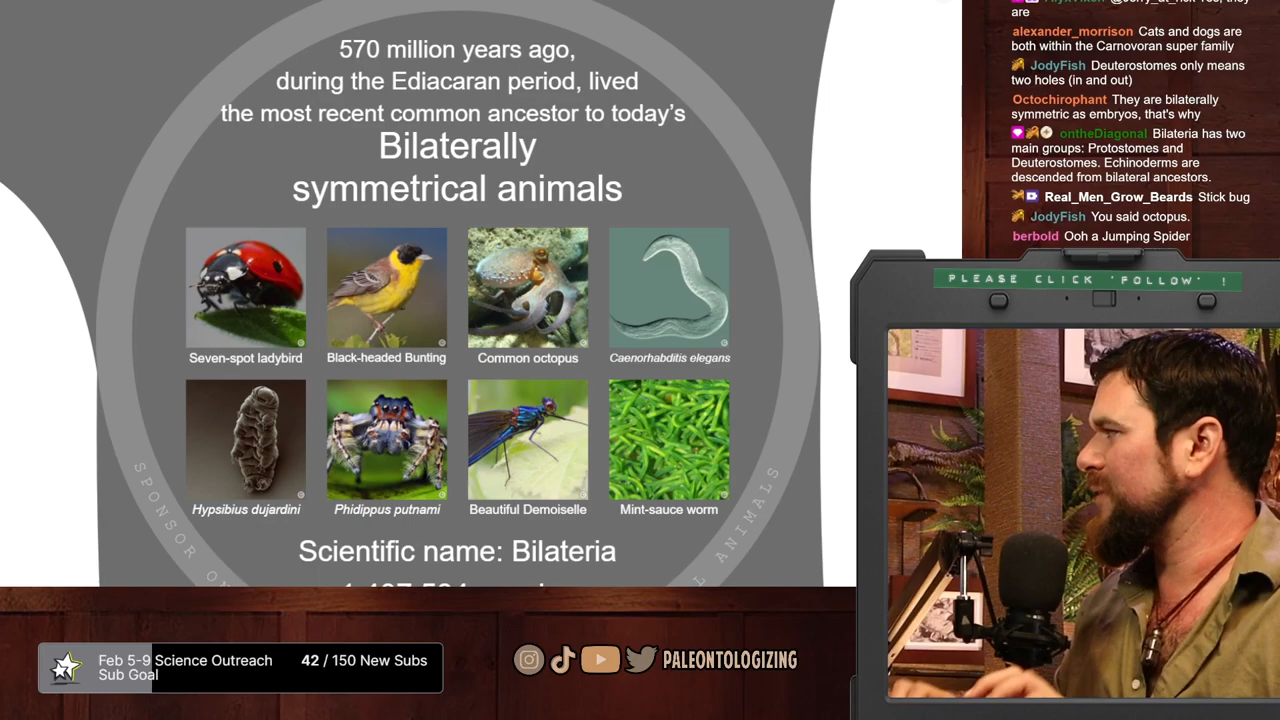 570 million years ago,
during the Ediacaran period, lived
the most recent common ancestor to today's
Bilaterally
symmetrical animals
Seven-spot ladybird
Black-headed Bunting
Common octopus
Caenorhabditis elegans
Hypsibius dujardini
Phidippus putnami
Beautiful Demoiselle
Mint-sauce worm
SPONSOR
ANIMALS
Scientific name: Bilateria
are
alexander_morrison Cats and dogs are
both within the Carnovoran super family
JodyFish Deuterostomes only means
two holes (in and out)
Octochirophant They are bilaterally
symmetric as embryos, that's why
ontheDiagonal Bilateria has two
main groups: Protostomes and
Deuterostomes. Echinoderms are
descended from bilateral ancestors.
Real_Men_Grow_Beards Stick bug
JodyFish You said octopus.
berbold Ooh a Jumping Spider
PLEASE CLICK 'FOLLOW' !
Feb 5-9 Science Outreach
Sub Goal
42 / 150 New Subs
PALEONTOLOGIZING